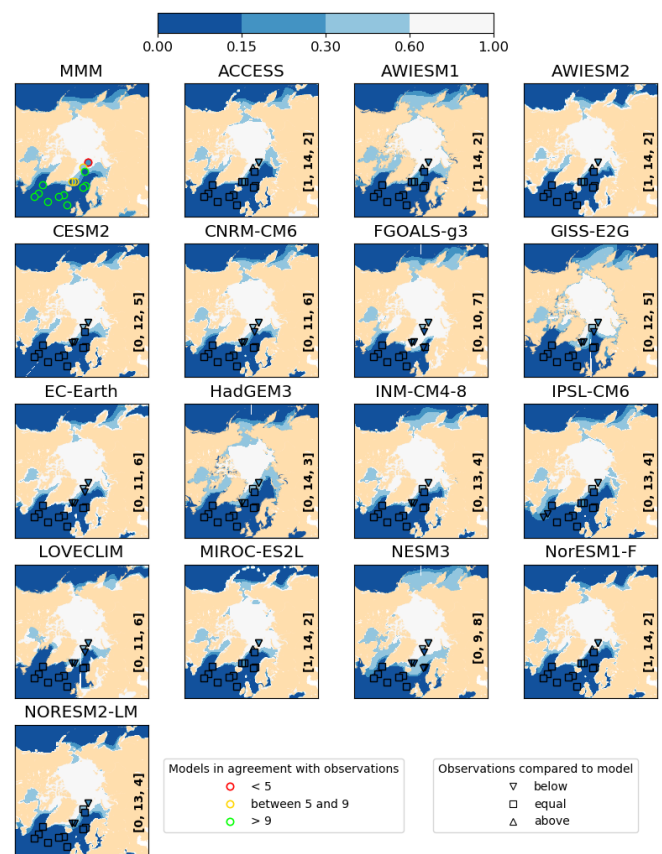 0.00 0.15 0.30 0.60 1.00
MMM ACCESS AWIESM1 AWIESM2
[1, 14, 2] [1, 14, 2] [0, 12, 5]
CESM2 CNRM-CM6 FGOALS-g3 GISS-E2G
[0, 12, 5] [0, 11, 6] [0, 10, 7] [0, 12, 5]
EC-Earth HadGEM3 INM-CM4-8 IPSL-CM6
[0, 11, 6] [0, 14, 3] [0, 13, 4] [0, 13, 4]
LOVECLIM MIROC-ES2L NESM3 NorESM1-F
[0, 11, 6] [1, 14, 2] [0, 9, 8] [1, 14, 2]
NORESM2-LM
[0, 13, 4]
Models in agreement with observations
< 5
between 5 and 9
> 9
Observations compared to model
below
equal
above